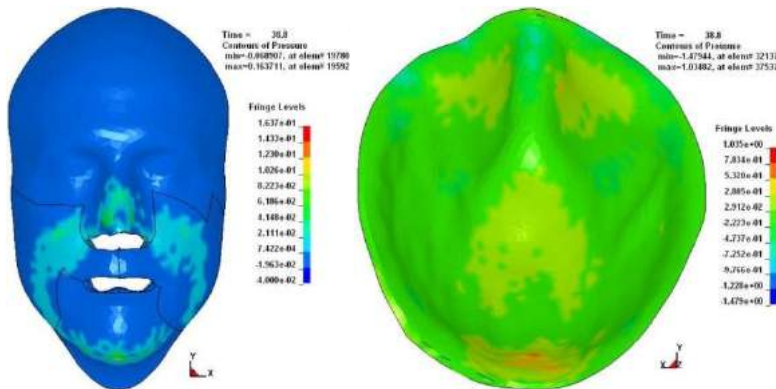 Time = 38.8
Contours of Pressure
min=-0.068907, at elem# 19780
max=0.163711, at elem# 19592
Fringe Levels
1.637e-01
1.433e-01
1.230e-01
1.026e-01
8.223e-02
6.186e-02
4.148e-02
2.111e-02
7.422e-04
-1.963e-02
-4.000e-02
Y
X
Time = 38.8
Contours of Pressure
min=-1.47944, at elem# 32137
max=1.03482, at elem# 37537
Fringe Levels
1.035e+00
7.834e-01
5.320e-01
2.805e-01
2.912e-02
-2.223e-01
-4.737e-01
-7.252e-01
-9.766e-01
-1.228e+00
-1.479e+00
Y
X Z